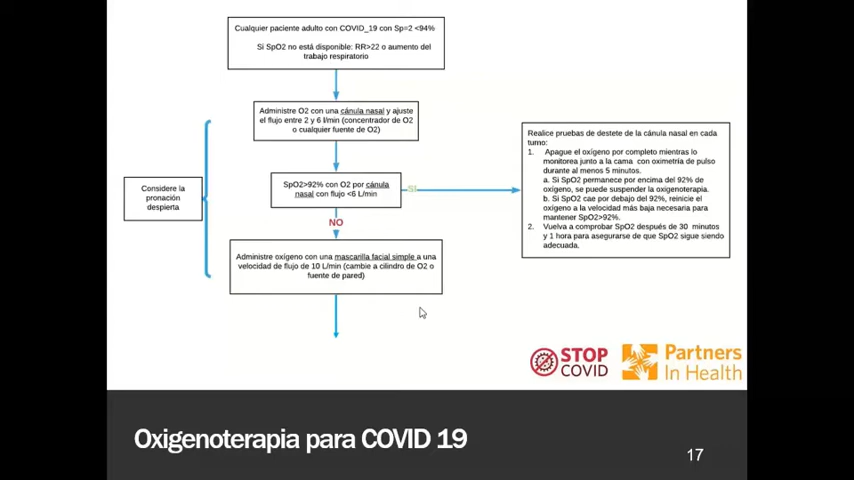 Cualquier paciente adulto con COVID_19 con Sp=2 <94%
Si SpO2 no está disponible: RR>22 o aumento del
trabajo respiratorio
Administre O2 con una cánula nasal y ajuste
el flujo entre 2 y 6 l/min (concentrador de O2
o cualquier fuente de O2)
Considere la
pronación
despierta
SpO2>92% con O2 por cánula
nasal con flujo <6 L/min
SI
NO
Administre oxígeno con una mascarilla facial simple a una
velocidad de flujo de 10 L/min (cambie a cilindro de O2 o
fuente de pared)
Realice pruebas de destete de la cánula nasal en cada
turno:
1. Apague el oxígeno por completo mientras lo
monitorea junto a la cama con oximetría de pulso
durante al menos 5 minutos.
a. Si SpO2 permanece por encima del 92% de
oxígeno, se puede suspender la oxigenoterapia.
b. Si SpO2 cae por debajo del 92%, reinicie el
oxígeno a la velocidad más baja necesaria para
mantener SpO2>92%.
2. Vuelva a comprobar SpO2 después de 30 minutos
y 1 hora para asegurarse de que SpO2 sigue siendo
adecuada.
STOP
COVID
Partners
In Health
Oxigenoterapia para COVID 19
17